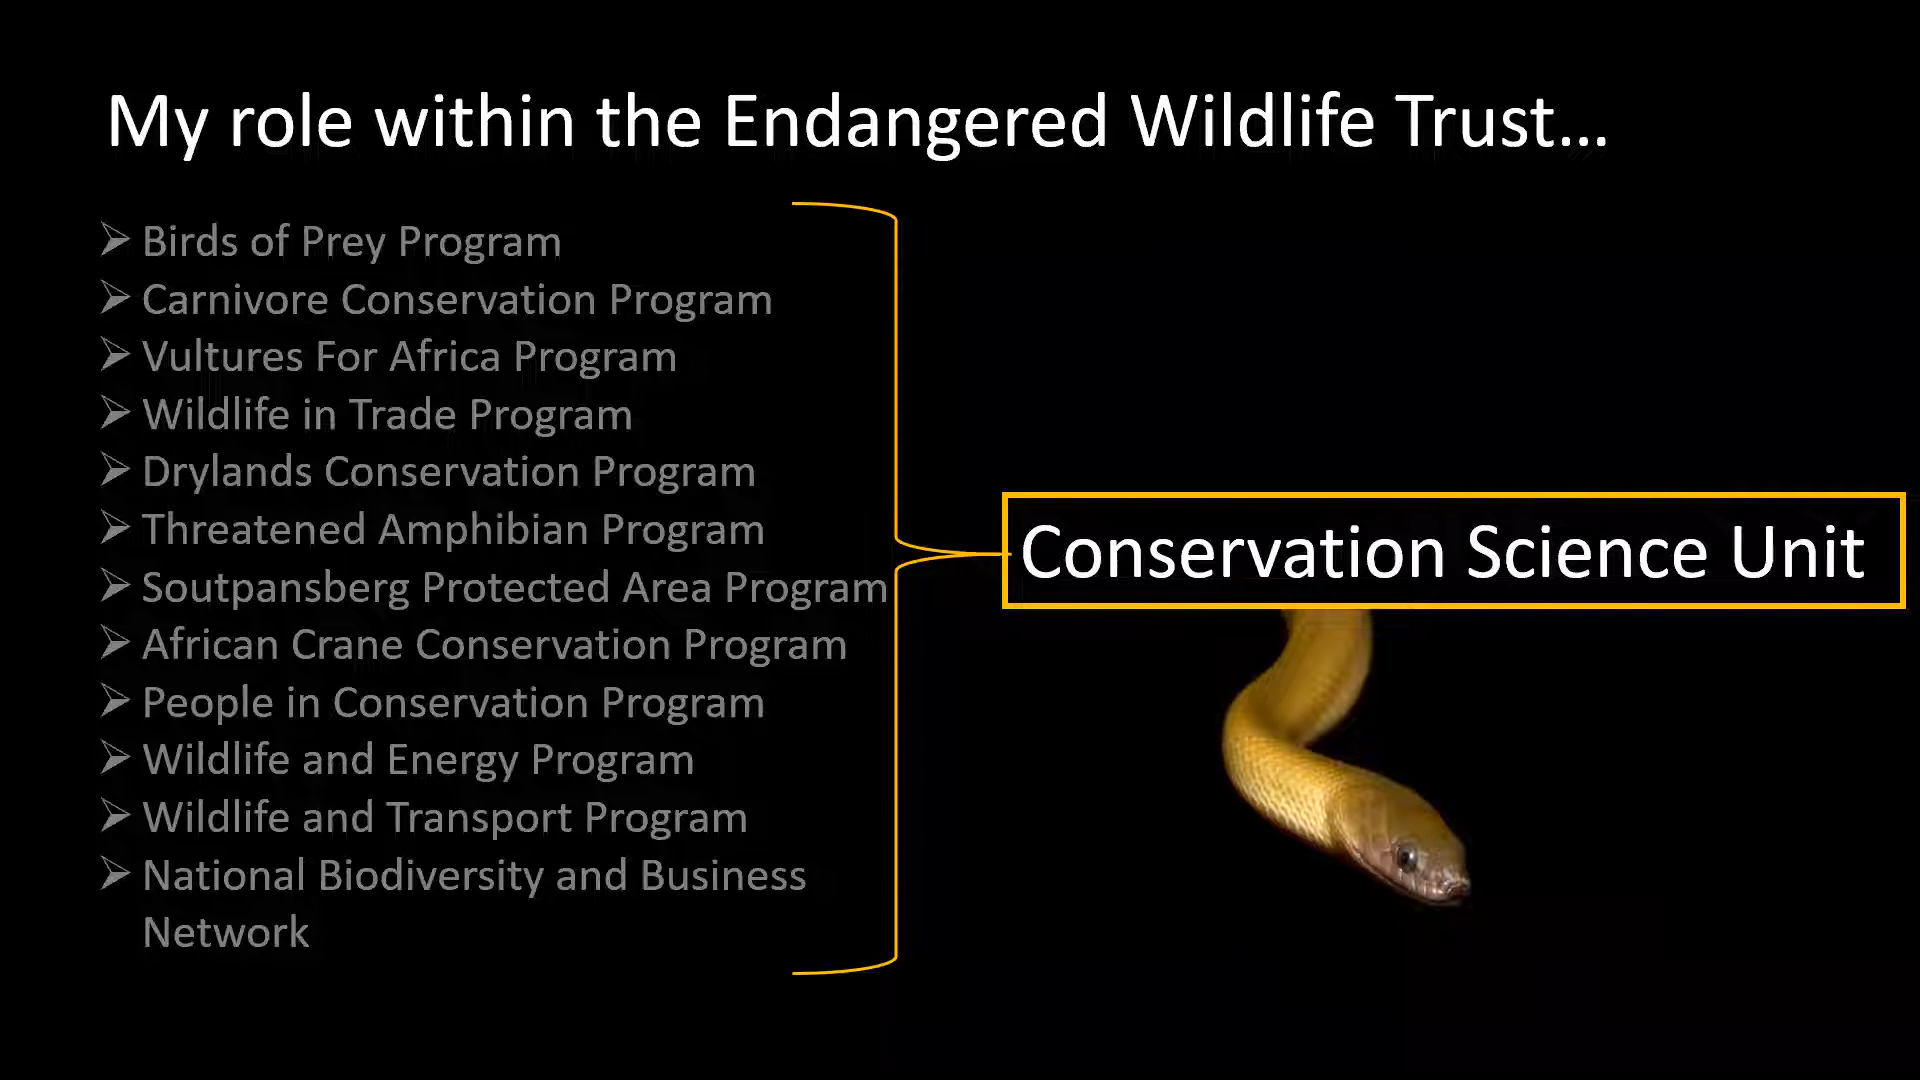 My role within the Endangered Wildlife Trust...
Birds of Prey Program
Carnivore Conservation Program
Vultures For Africa Program
Wildlife in Trade Program
Drylands Conservation Program
Threatened Amphibian Program
Soutpansberg Protected Area Program
African Crane Conservation Program
People in Conservation Program
Wildlife and Energy Program
Wildlife and Transport Program
National Biodiversity and Business
Network
Conservation Science Unit